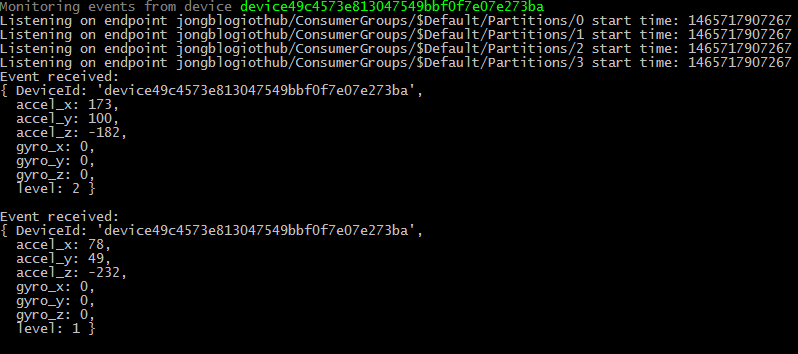 Monitoring events from device device49c4573e813047549bbf0f7e07e273ba
Listening on endpoint jongblogiothub/ConsumerGroups/$Default/Partitions/0 start time: 1465717907267
Listening on endpoint jongblogiothub/ConsumerGroups/$Default/Partitions/1 start time: 1465717907267
Listening on endpoint jongblogiothub/ConsumerGroups/$Default/Partitions/2 start time: 1465717907267
Listening on endpoint jongblogiothub/ConsumerGroups/$Default/Partitions/3 start time: 1465717907267
Event received:
{ DeviceId: 'device49c4573e813047549bbf0f7e07e273ba',
  accel_x: 173,
  accel_y: 100,
  accel_z: -182,
  gyro_x: 0,
  gyro_y: 0,
  gyro_z: 0,
  level: 2 }
Event received:
{ DeviceId: 'device49c4573e813047549bbf0f7e07e273ba',
  accel_x: 78,
  accel_y: 49,
  accel_z: -232,
  gyro_x: 0,
  gyro_y: 0,
  gyro_z: 0,
  level: 1 }